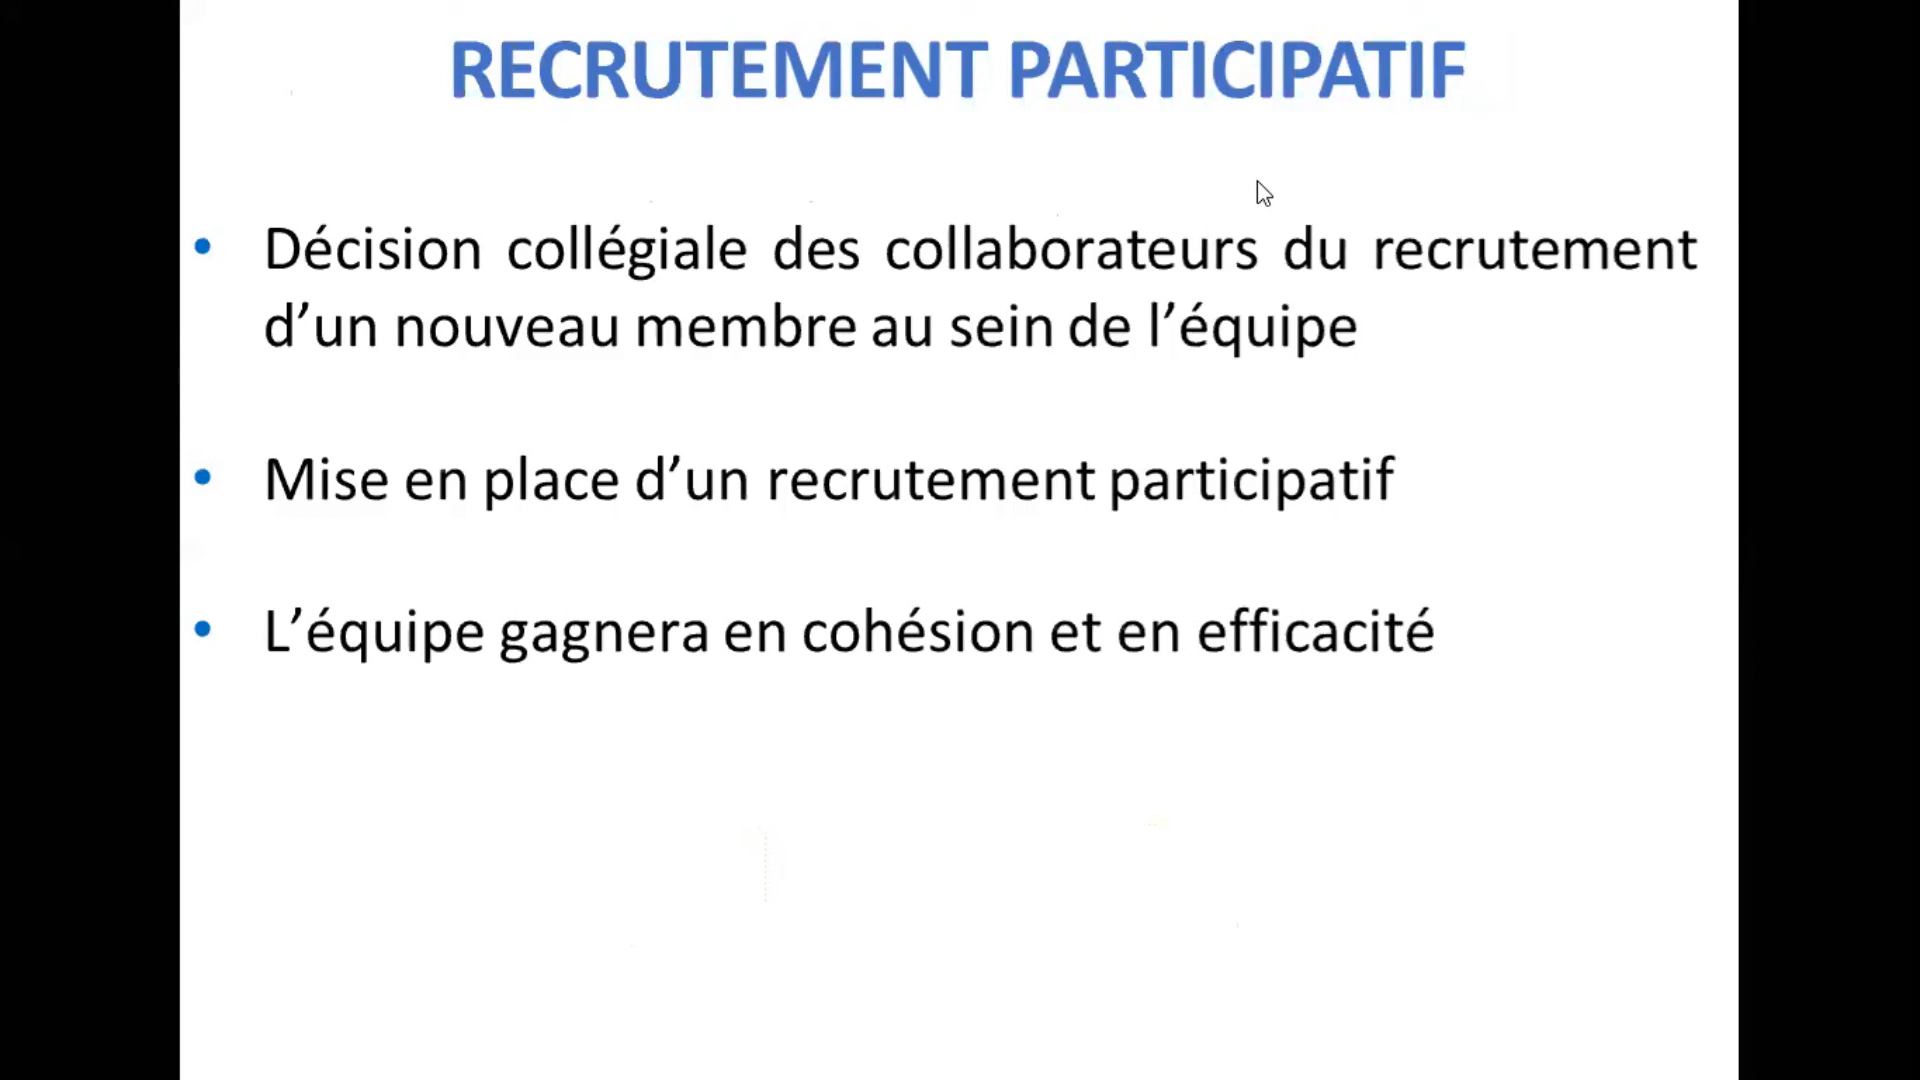 RECRUTEMENT PARTICIPATIF
• Décision collégiale des collaborateurs du recrutement
d’un nouveau membre au sein de l’équipe
• Mise en place d’un recrutement participatif
• L’équipe gagnera en cohésion et en efficacité